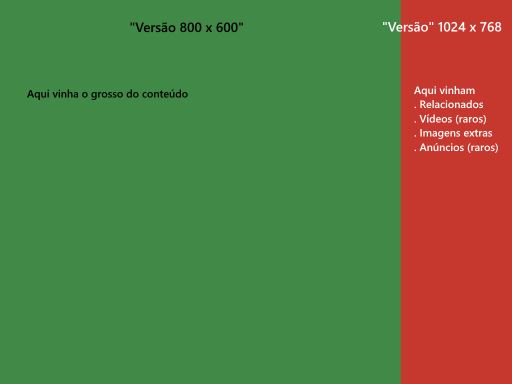 "Versão 800 x 600"
"Versão" 1024 x 768
Aqui vinha o grosso do conteúdo
Aqui vinham
. Relacionados
. Vídeos (raros)
. Imagens extras
. Anúncios (raros)